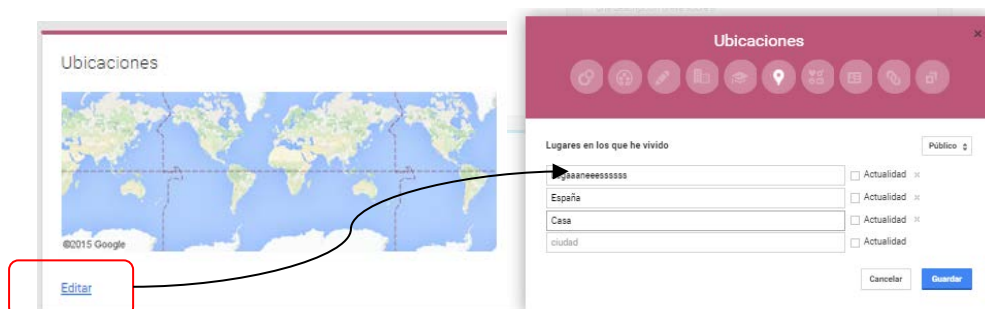 Ubicaciones
©2015 Google
Editar
Ubicaciones
Lugares en los que he vivido
Público
Actualidad
España
Actualidad
Casa
Actualidad
ciudad
Actualidad
Cancelar
Guardar